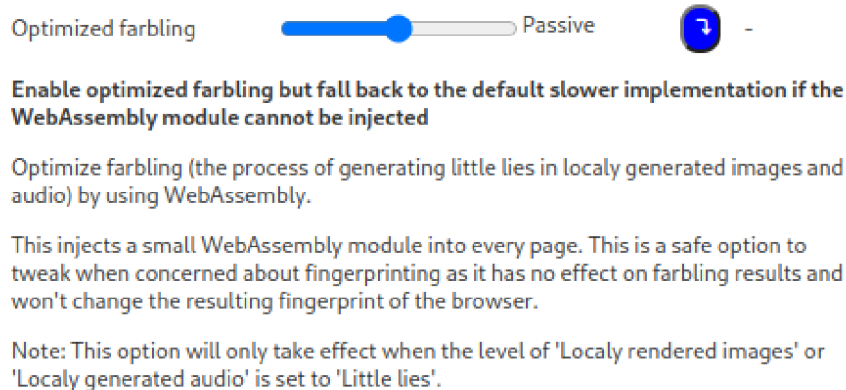 Optimized farbling Passive -
Enable optimized farbling but fall back to the default slower implementation if the
WebAssembly module cannot be injected
Optimize farbling (the process of generating little lies in localy generated images and
audio) by using WebAssembly.
This injects a small WebAssembly module into every page. This is a safe option to
tweak when concerned about fingerprinting as it has no effect on farbling results and
won't change the resulting fingerprint of the browser.
Note: This option will only take effect when the level of 'Localy rendered images' or
'Localy generated audio' is set to 'Little lies'.